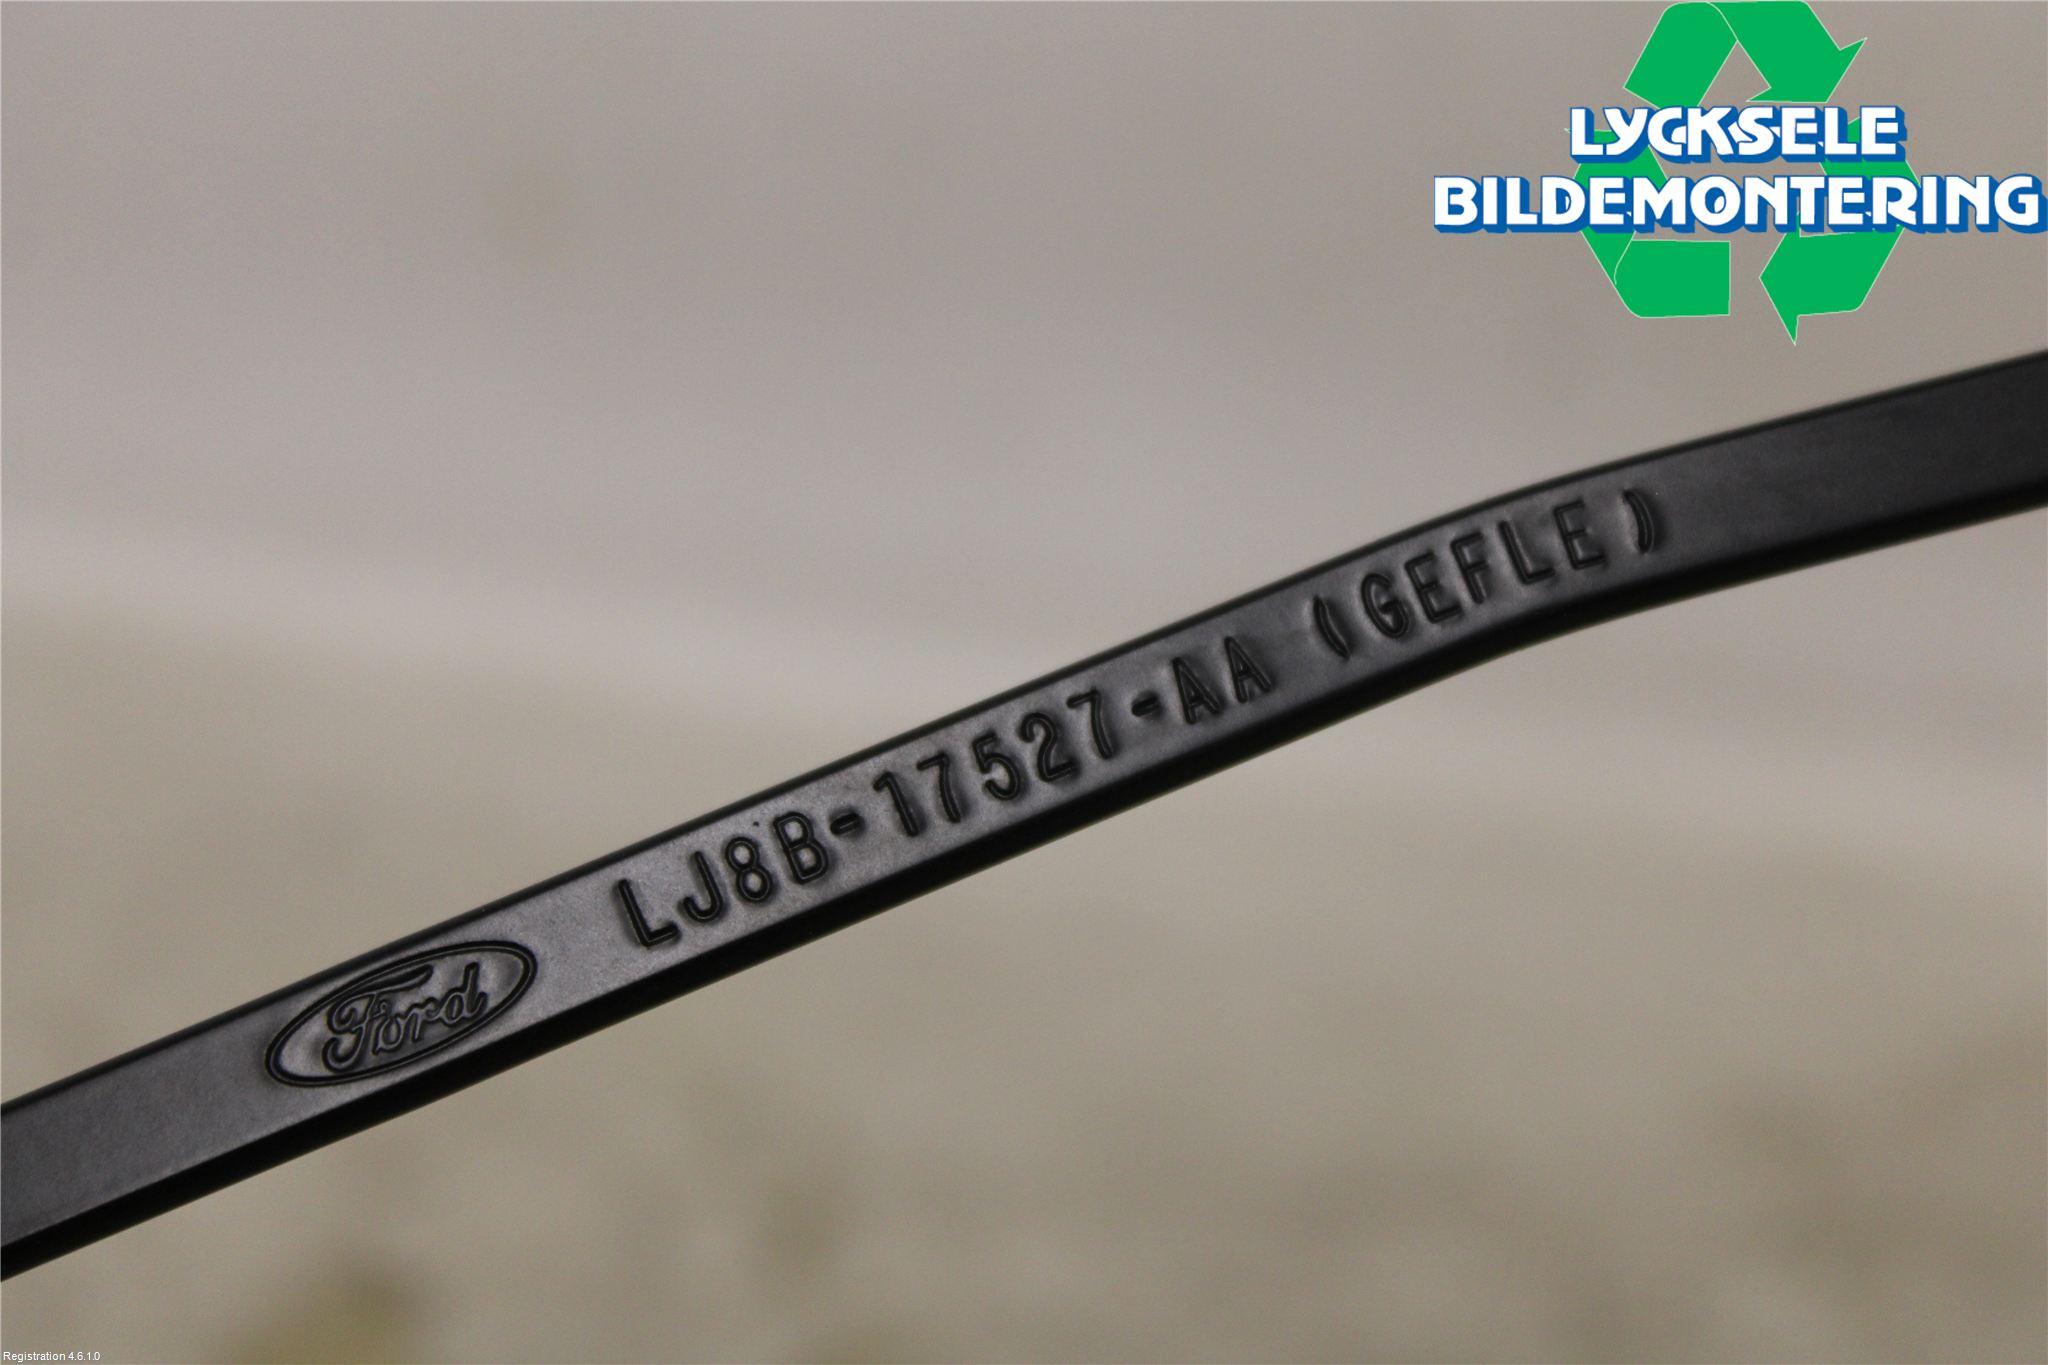 LYCKSELE
BILDEMONTERING
Ford LJ8B-17527-AA (GEFLE)
Registration 4.6.1.0